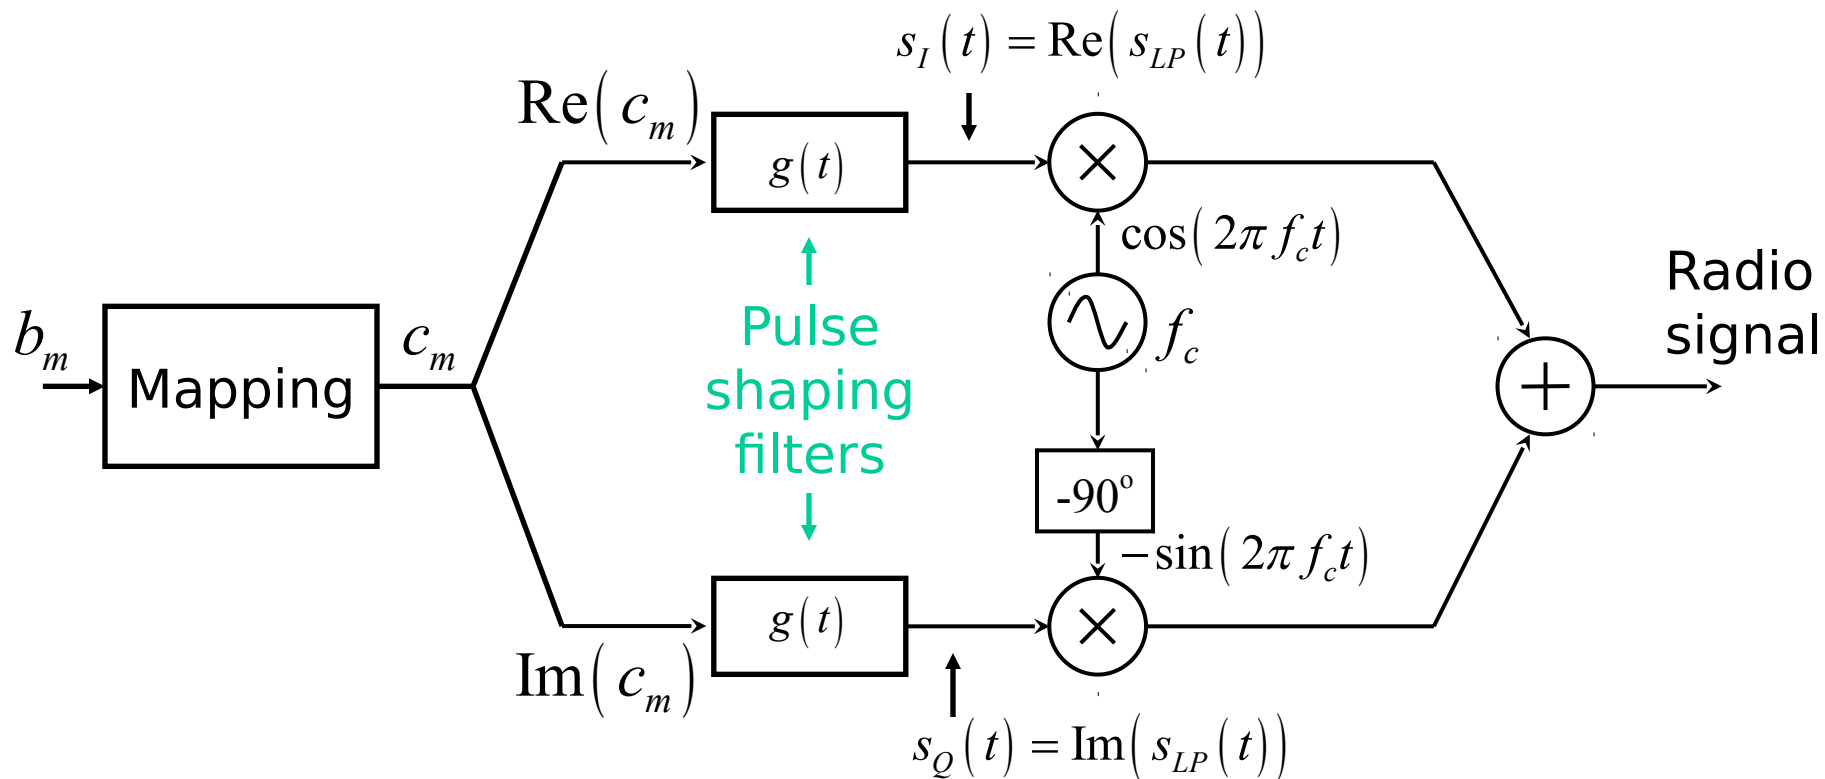 s_I(t) = Re(s_LP(t))
Re(c_m)
g(t)
cos(2π f_c t)
Radio
signal
b_m
Mapping
c_m
Pulse
shaping
filters
f_c
-90°
−sin(2π f_c t)
g(t)
Im(c_m)
s_Q(t) = Im(s_LP(t))